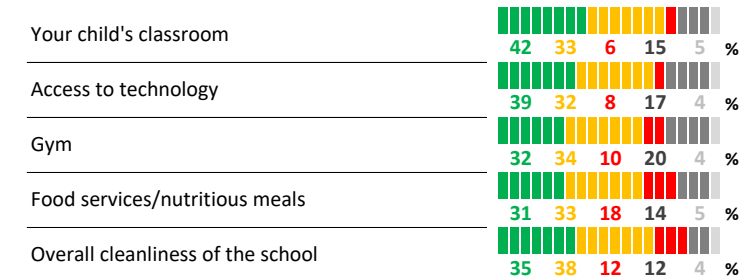 Your child's classroom
42 33 6 15 5 %
Access to technology
39 32 8 17 4 %
Gym
32 34 10 20 4 %
Food services/nutritious meals
31 33 18 14 5 %
Overall cleanliness of the school
35 38 12 12 4 %